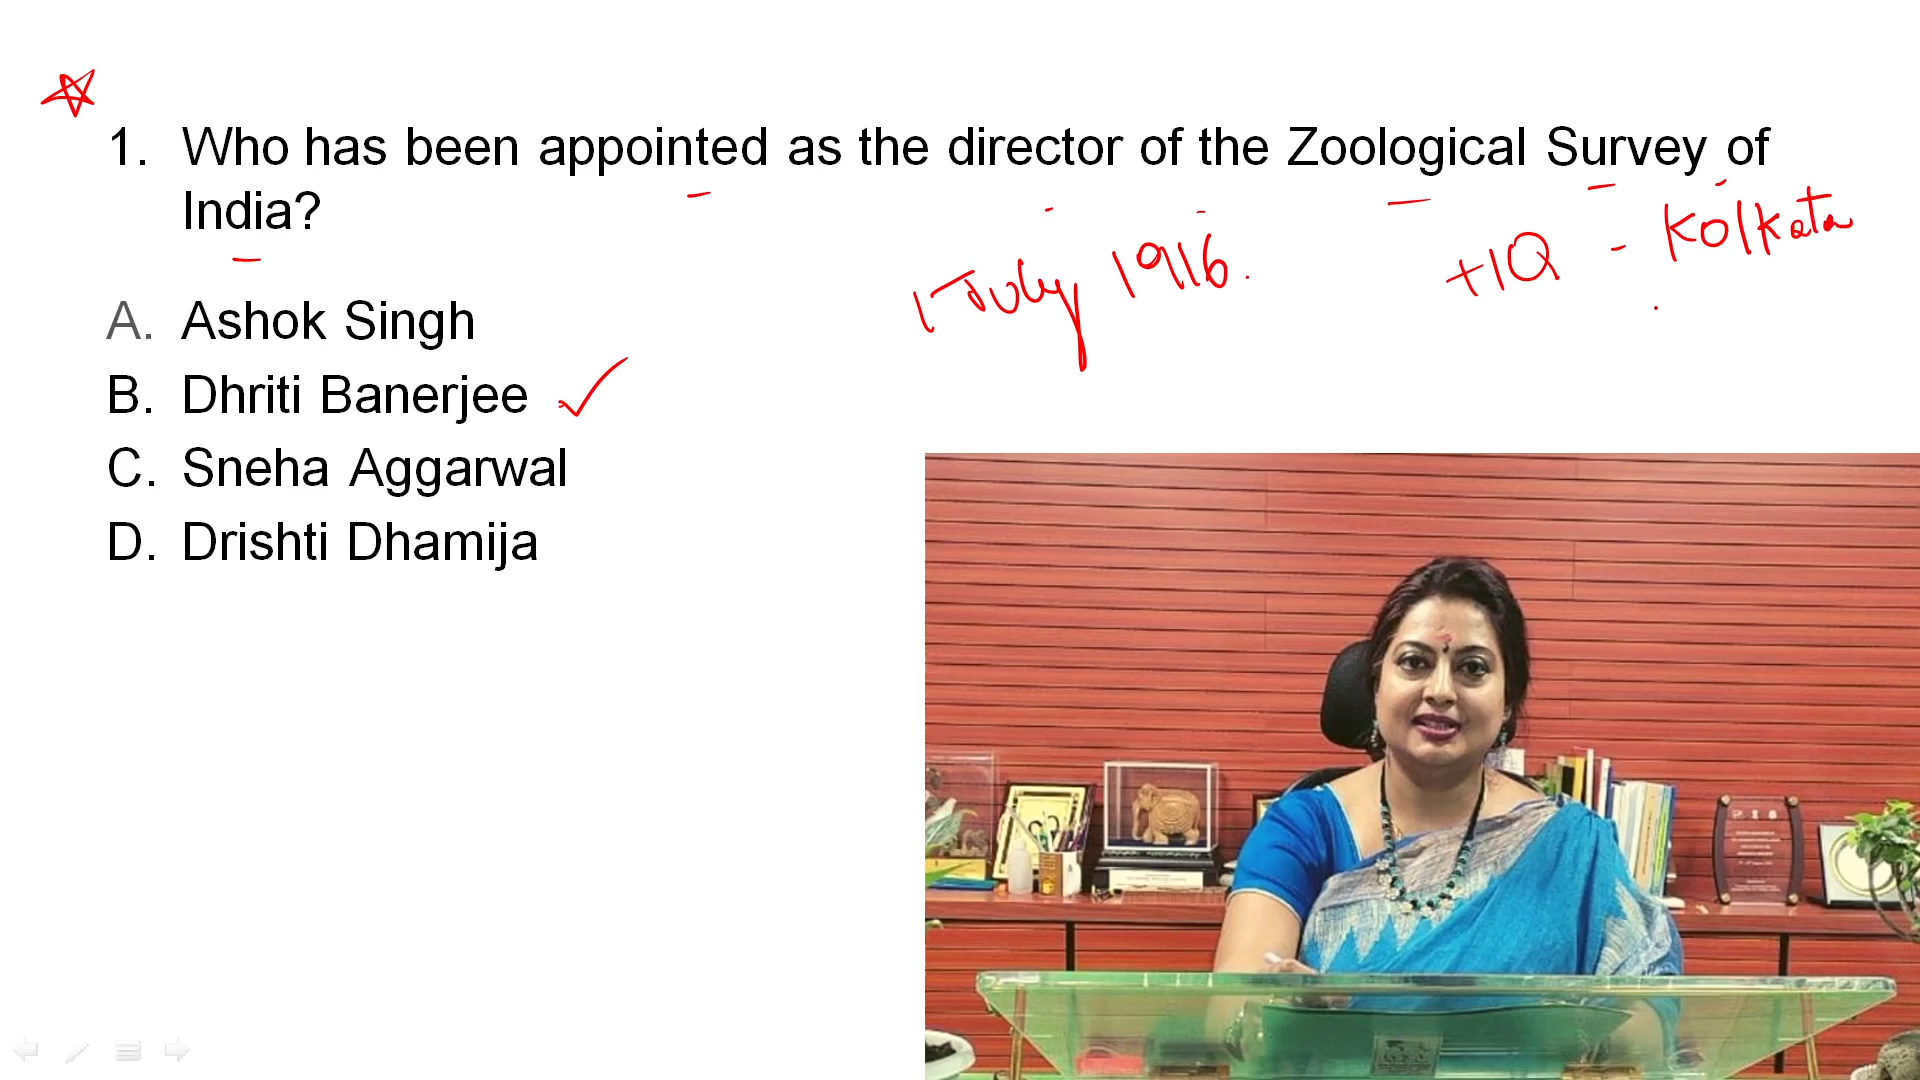 1. Who has been appointed as the director of the Zoological Survey of
India?
1 July 1916.
HQ - Kolkata
A. Ashok Singh
B. Dhriti Banerjee
C. Sneha Aggarwal
D. Drishti Dhamija